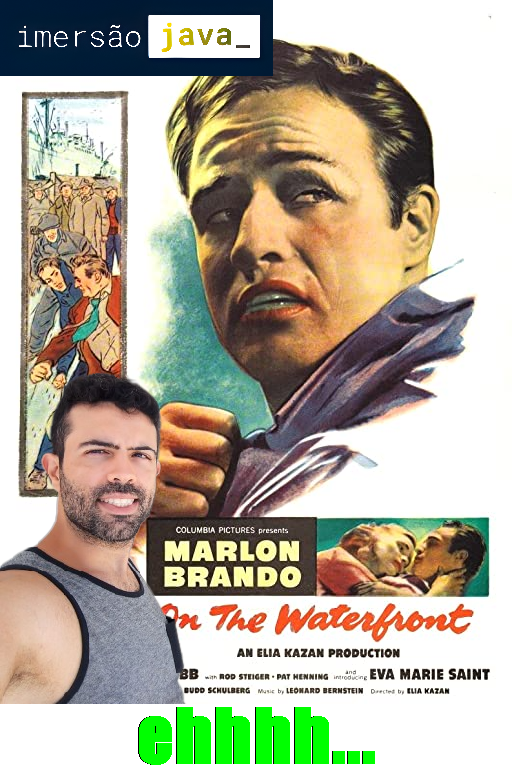 imersão java_
COLUMBIA PICTURES presents
MARLON
BRANDO
On The Waterfront
AN ELIA KAZAN PRODUCTION
with ROD STEIGER • PAT HENNING and introducing EVA MARIE SAINT
BUDD SCHULBERG Music by LEONARD BERNSTEIN Directed by ELIA KAZAN
ehhhh...